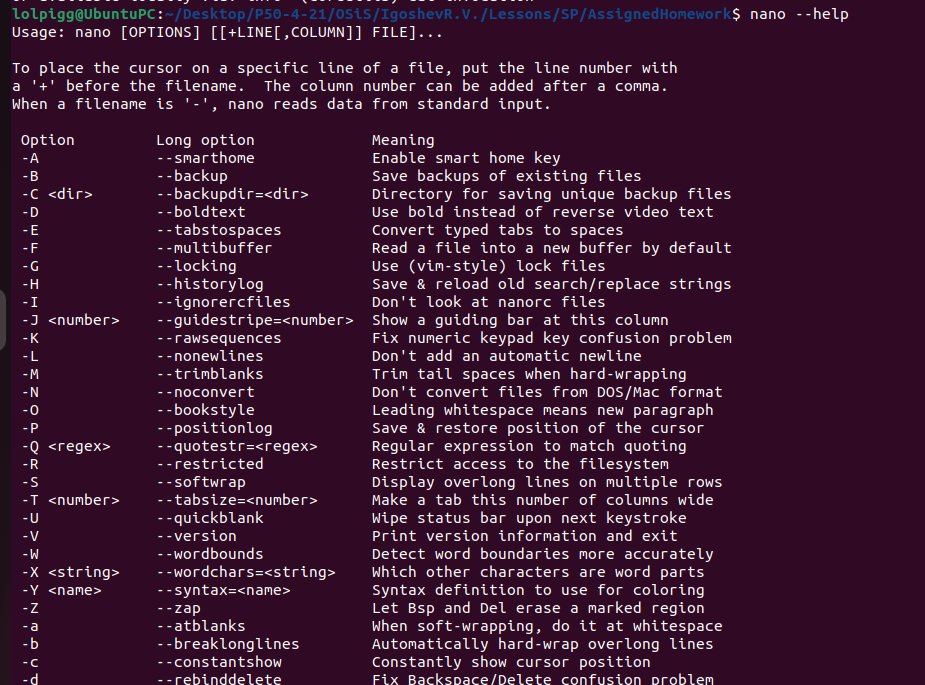 lolpigg@UbuntuPC:~/Desktop/P50-4-21/OSiS/IgoshevR.V./Lessons/SP/AssignedHomework$ nano --help
Usage: nano [OPTIONS] [[+LINE[,COLUMN]] FILE]...
To place the cursor on a specific line of a file, put the line number with
a '+' before the filename.  The column number can be added after a comma.
When a filename is '-', nano reads data from standard input.
Option         Long option             Meaning
-A             --smarthome             Enable smart home key
-B             --backup                Save backups of existing files
-C <dir>       --backupdir=<dir>       Directory for saving unique backup files
-D             --boldtext              Use bold instead of reverse video text
-E             --tabstospaces          Convert typed tabs to spaces
-F             --multibuffer           Read a file into a new buffer by default
-G             --locking               Use (vim-style) lock files
-H             --historylog            Save & reload old search/replace strings
-I             --ignorercfiles         Don't look at nanorc files
-J <number>    --guidestripe=<number>  Show a guiding bar at this column
-K             --rawsequences          Fix numeric keypad key confusion problem
-L             --nonewlines            Don't add an automatic newline
-M             --trimblanks            Trim tail spaces when hard-wrapping
-N             --noconvert             Don't convert files from DOS/Mac format
-O             --bookstyle             Leading whitespace means new paragraph
-P             --positionlog           Save & restore position of the cursor
-Q <regex>     --quotestr=<regex>      Regular expression to match quoting
-R             --restricted            Restrict access to the filesystem
-S             --softwrap              Display overlong lines on multiple rows
-T <number>    --tabsize=<number>      Make a tab this number of columns wide
-U             --quickblank            Wipe status bar upon next keystroke
-V             --version               Print version information and exit
-W             --wordbounds            Detect word boundaries more accurately
-X <string>    --wordchars=<string>    Which other characters are word parts
-Y <name>      --syntax=<name>         Syntax definition to use for coloring
-Z             --zap                   Let Bsp and Del erase a marked region
-a             --atblanks              When soft-wrapping, do it at whitespace
-b             --breaklonglines        Automatically hard-wrap overlong lines
-c             --constantshow          Constantly show cursor position
-d             --rebinddelete          Fix Backspace/Delete confusion problem